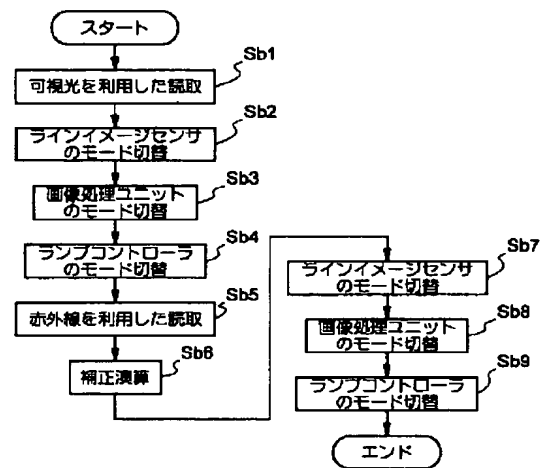 スタート
Sb1
可視光を利用した読取
Sb2
ラインイメージセンサ
のモード切替
Sb3
画像処理ユニット
のモード切替
Sb4
ランプコントローラ
のモード切替
Sb5
赤外線を利用した読取
Sb6
補正演算
Sb7
ラインイメージセンサ
のモード切替
Sb8
画像処理ユニット
のモード切替
Sb9
ランプコントローラ
のモード切替
エンド